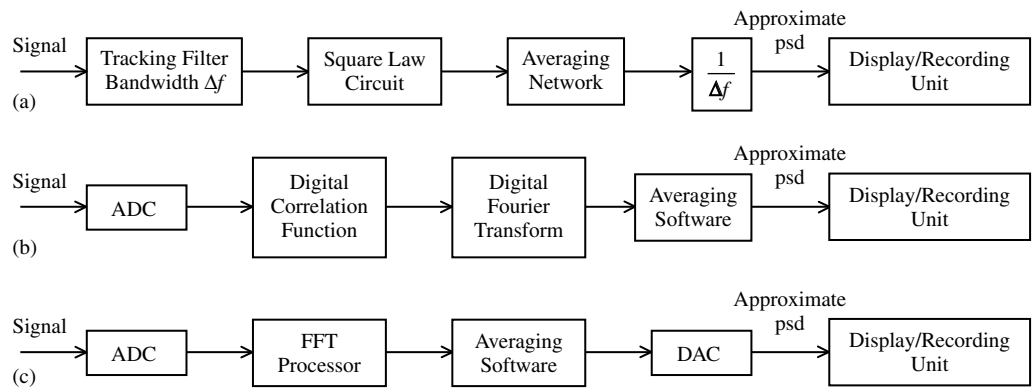 Approximate
psd
Signal
Tracking Filter
Bandwidth Δf
Square Law
Circuit
Averaging
Network
1
Δf
Display/Recording
Unit
(a)
Approximate
psd
Signal
ADC
Digital
Correlation
Function
Digital
Fourier
Transform
Averaging
Software
Display/Recording
Unit
(b)
Approximate
psd
Signal
ADC
FFT
Processor
Averaging
Software
DAC
Display/Recording
Unit
(c)